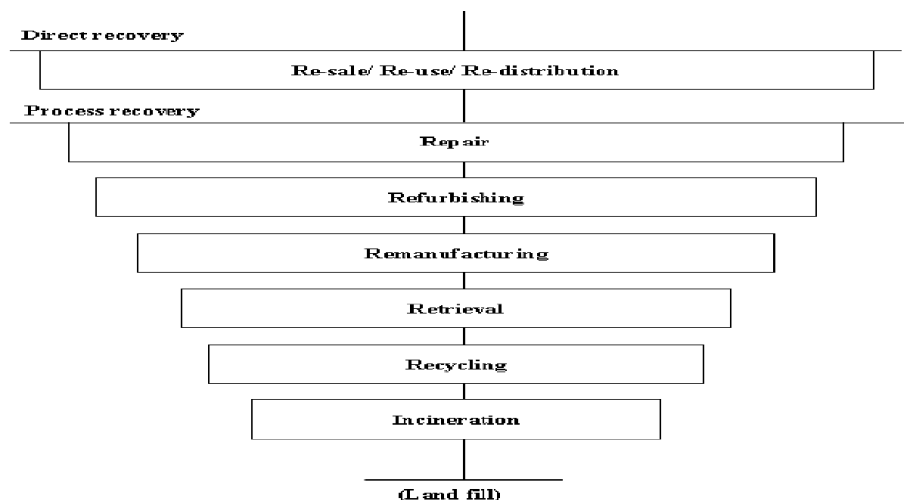 Direct recovery
Re-sale/ Re-use/ Re-distribution
Process recovery
Repair
Refurbishing
Remanufacturing
Retrieval
Recycling
Incineration
(Land fill)